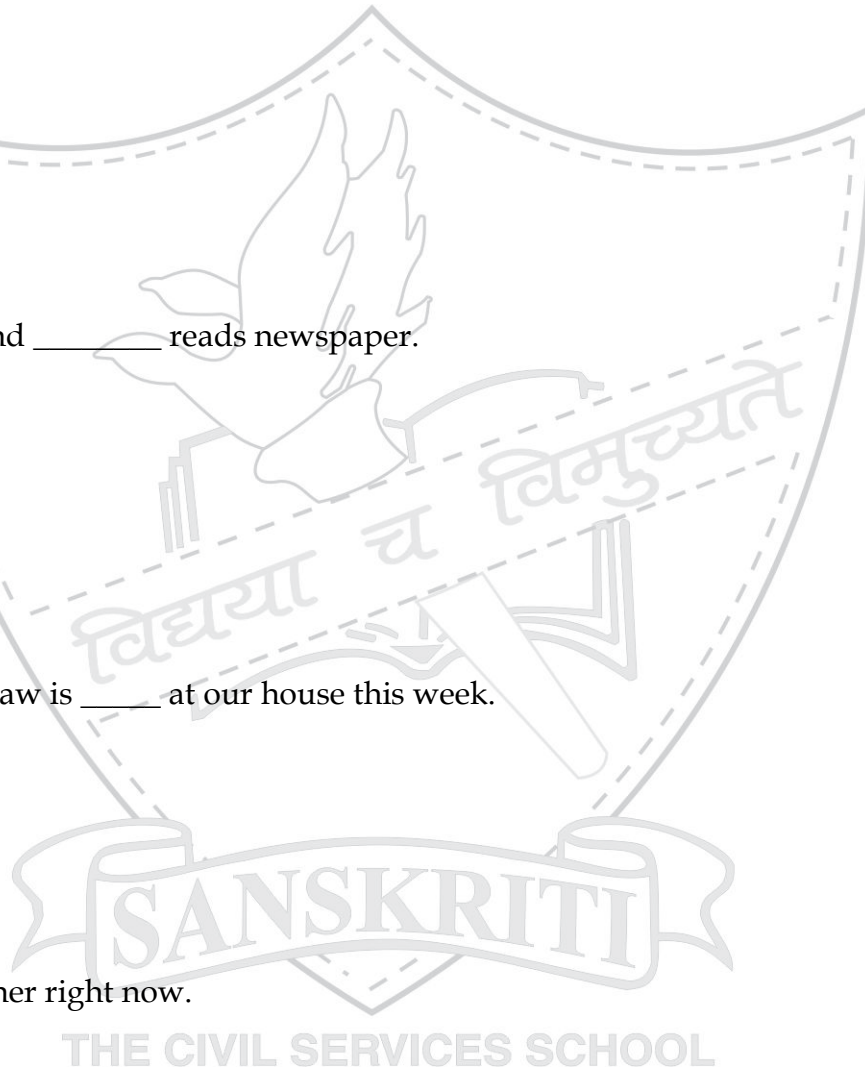 nd ________ reads newspaper.
विद्यया च विमुच्यते
aw is _____ at our house this week.
SANSKRITI
ner right now.
THE CIVIL SERVICES SCHOOL